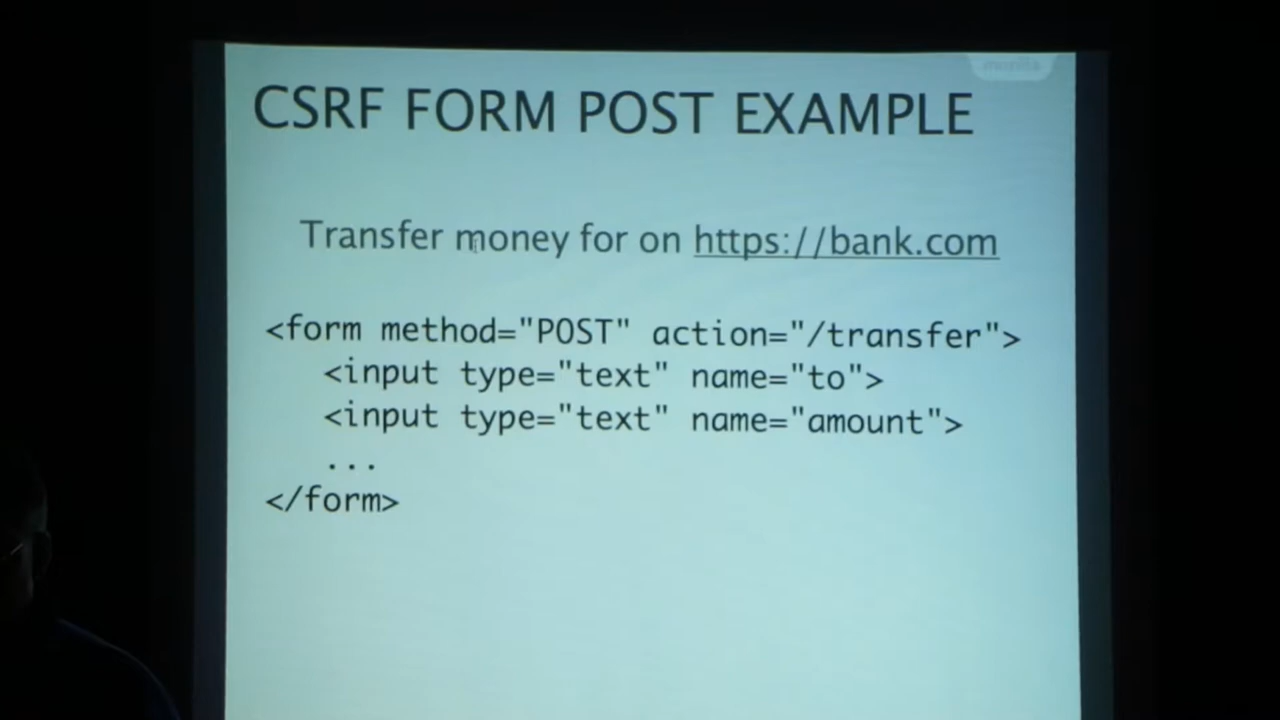 mozilla
CSRF FORM POST EXAMPLE
Transfer money for on https://bank.com
<form method="POST" action="/transfer">
<input type="text" name="to">
<input type="text" name="amount">
...
</form>